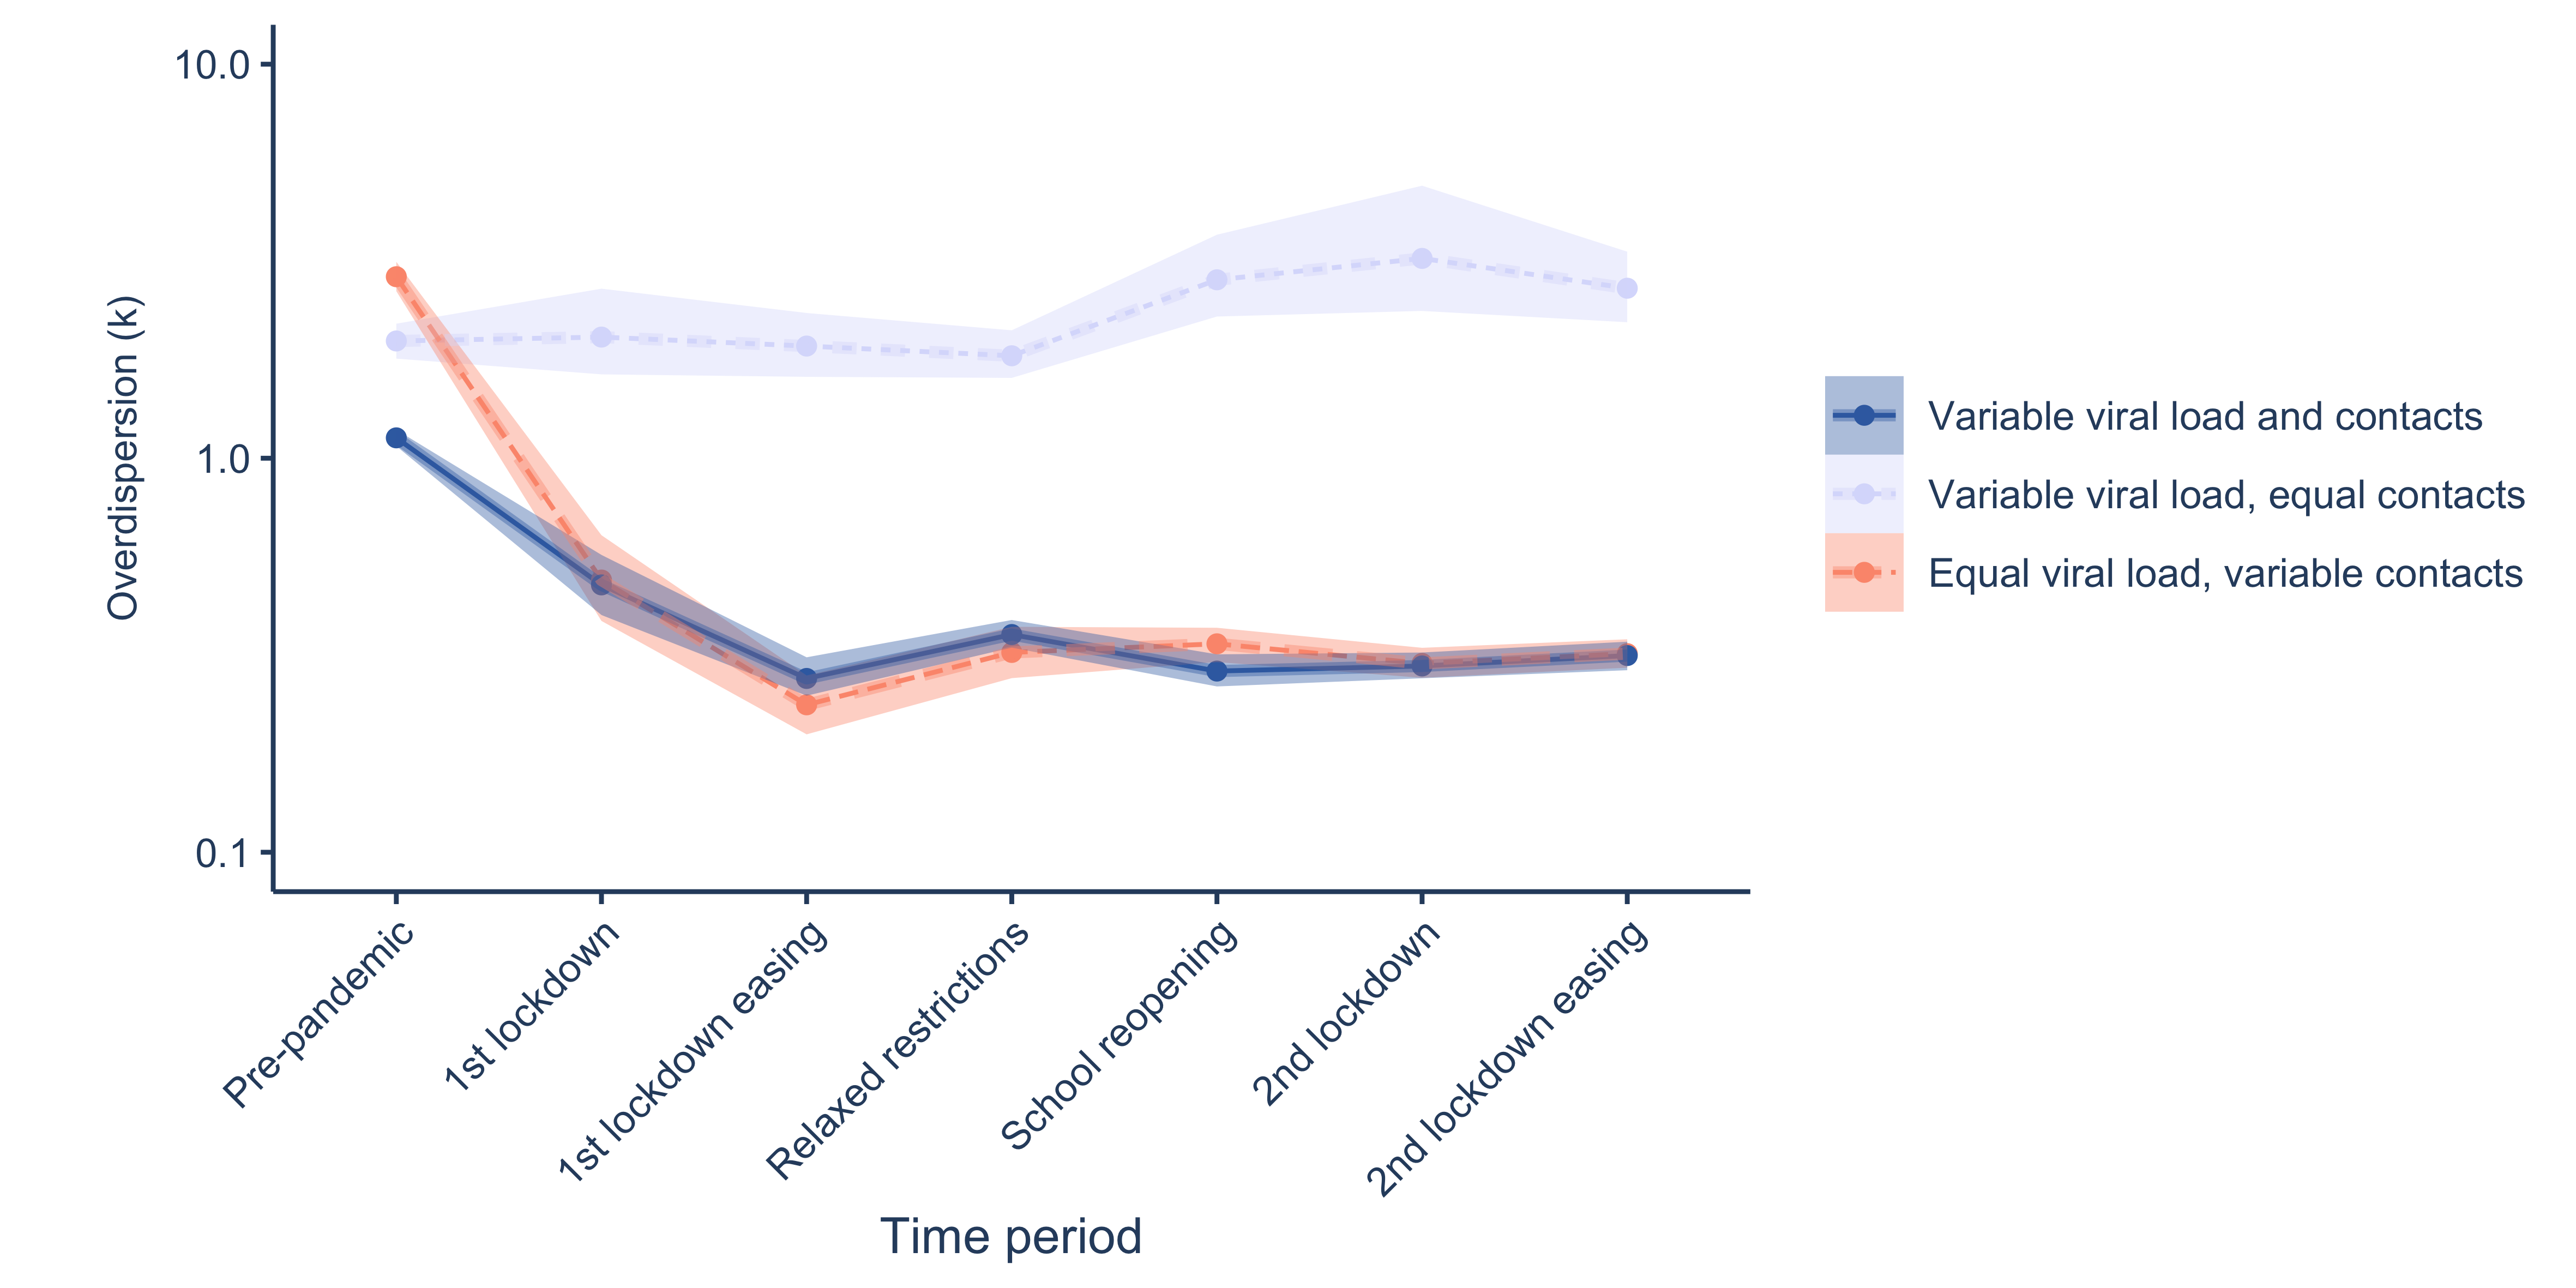 10.0
1.0
0.1
Overdispersion (k)
Pre-pandemic
1st lockdown
1st lockdown easing
Relaxed restrictions
School reopening
2nd lockdown
2nd lockdown easing
Time period
Variable viral load and contacts
Variable viral load, equal contacts
Equal viral load, variable contacts